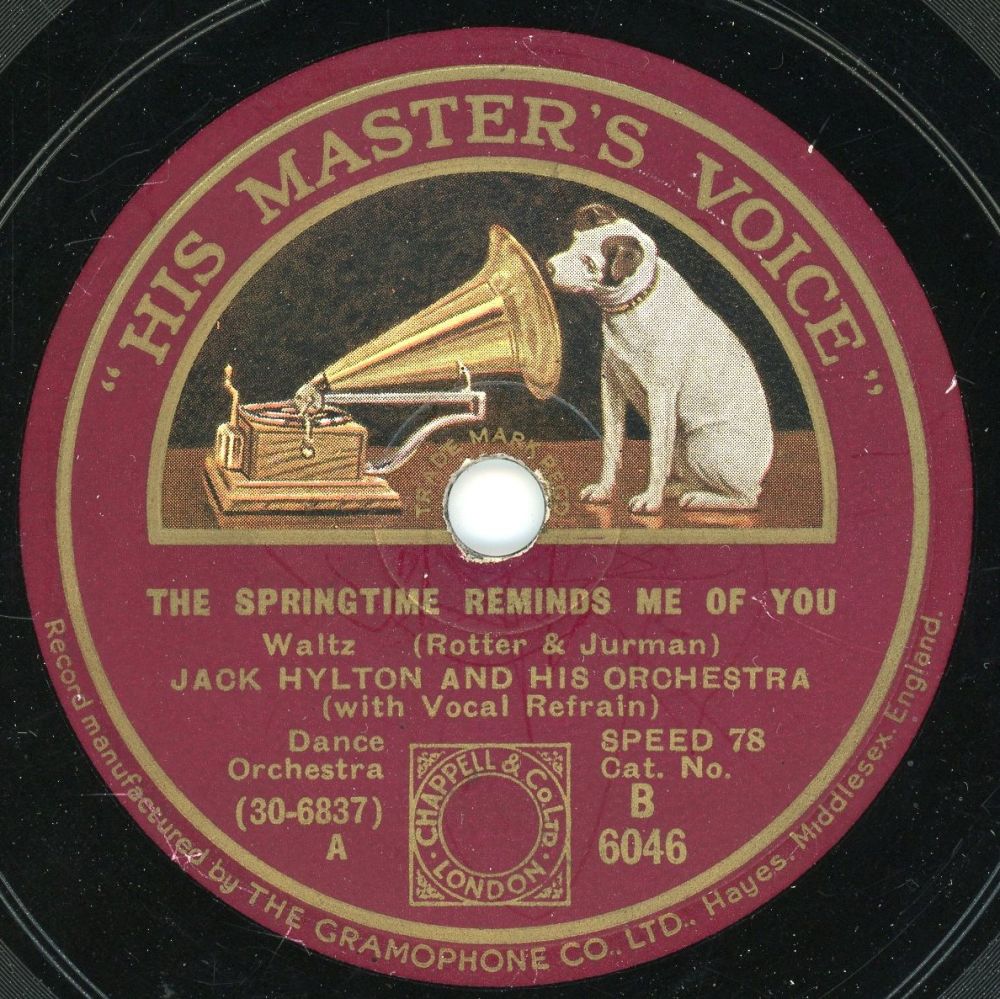 "HIS MASTER'S VOICE"
TRADE MARK REGD
THE SPRINGTIME REMINDS ME OF YOU
Waltz (Rotter & Jurman)
JACK HYLTON AND HIS ORCHESTRA
(with Vocal Refrain)
Dance
Orchestra
(30-6837)
A
CHAPPELL & CO. LTD.
LONDON
SPEED 78
Cat. No.
B
6046
Record manufactured by THE GRAMOPHONE CO., LTD., Hayes, Middlesex, England.